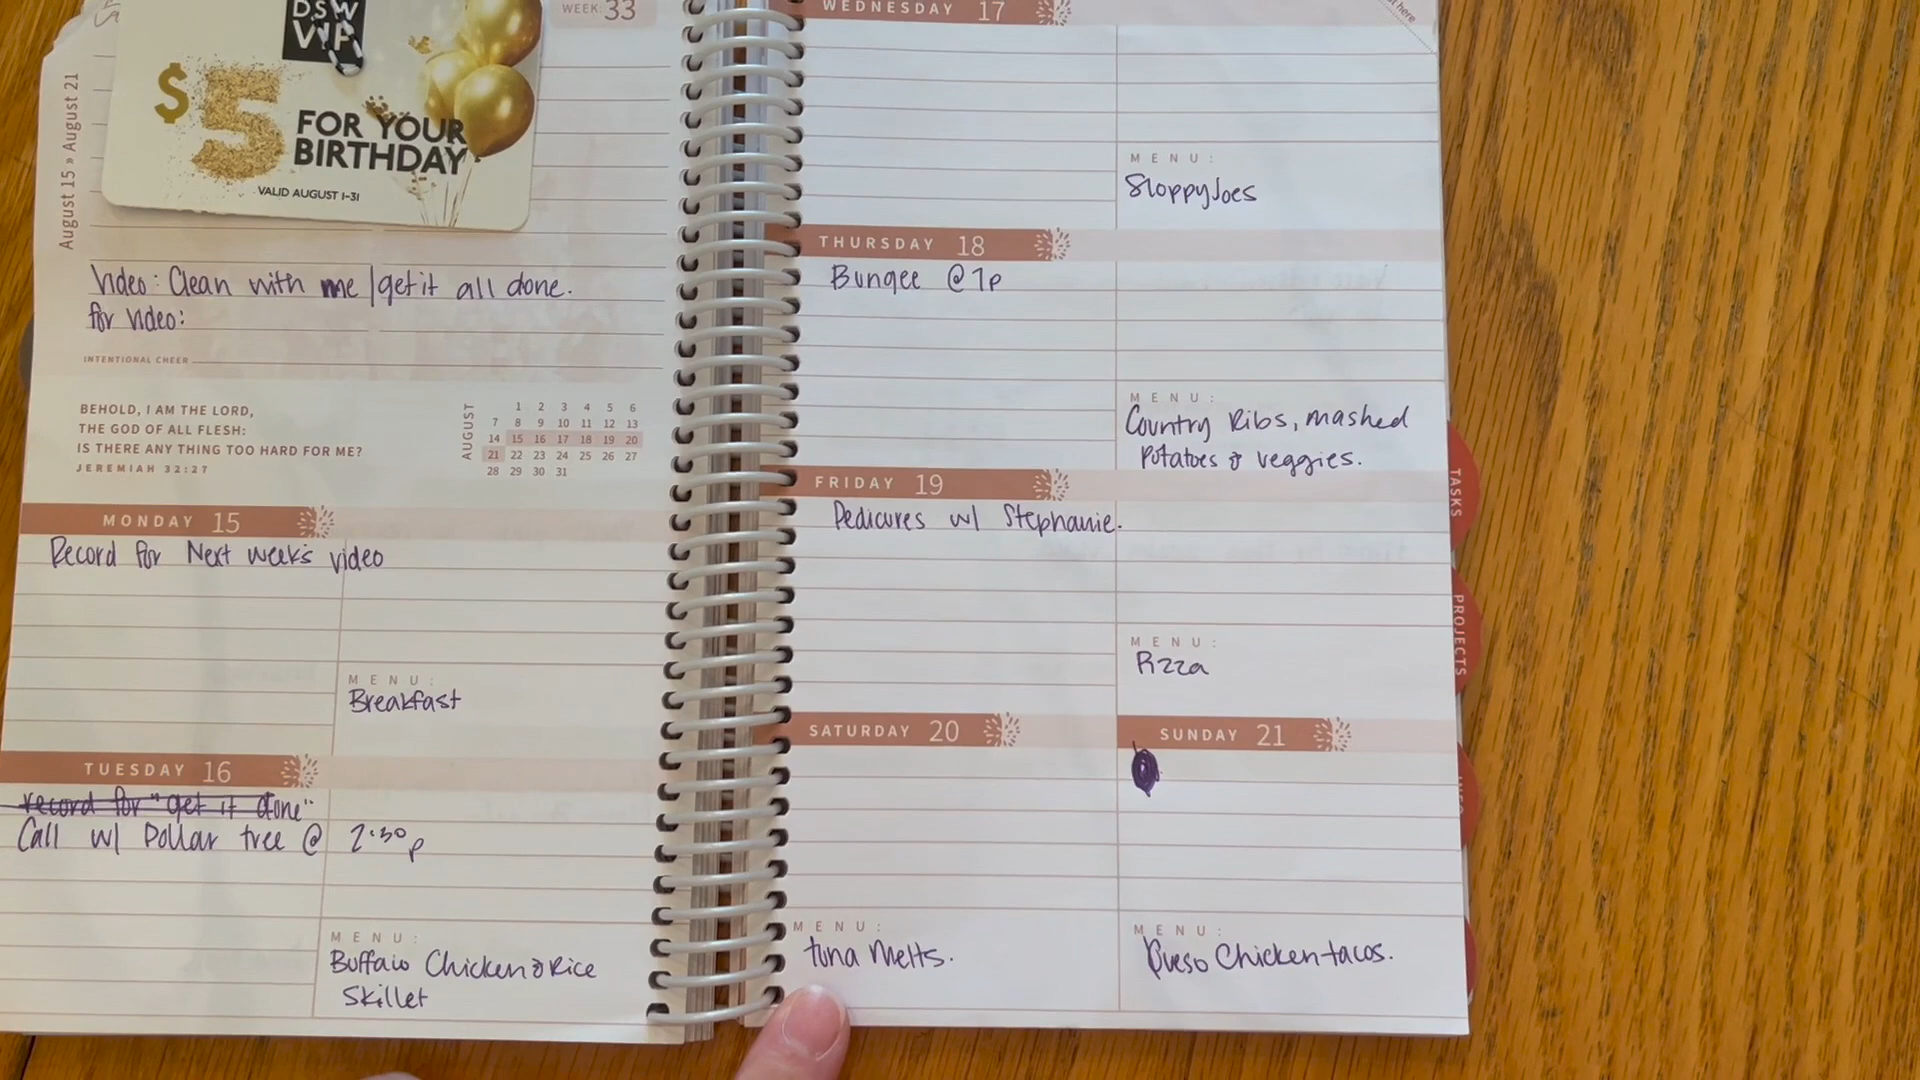 DSW
VIP
$5
FOR YOUR
BIRTHDAY
VALID AUGUST 1-31
WEEK: 33
August 15 » August 21
Video: Clean with me | get it all done.
for Video:
INTENTIONAL CHEER
BEHOLD, I AM THE LORD,
THE GOD OF ALL FLESH:
IS THERE ANY THING TOO HARD FOR ME?
JEREMIAH 32:27
AUGUST
1 2 3 4 5 6
7 8 9 10 11 12 13
14 15 16 17 18 19 20
21 22 23 24 25 26 27
28 29 30 31
MONDAY 15
Record for Next week's video
MENU:
Breakfast
TUESDAY 16
record for "get it done"
Call w/ Dollar tree @ 2:30p
MENU:
Buffalo Chicken & Rice
Skillet
WEDNESDAY 17
here
MENU:
Sloppy Joes
THURSDAY 18
Bungee @ 7p
MENU:
Country Ribs, mashed
Potatoes & veggies.
FRIDAY 19
Pedicures w/ Stephanie.
MENU:
Pizza
SATURDAY 20
MENU:
tuna Melts.
SUNDAY 21
MENU:
Queso Chicken tacos.
TASKS
PROJECTS